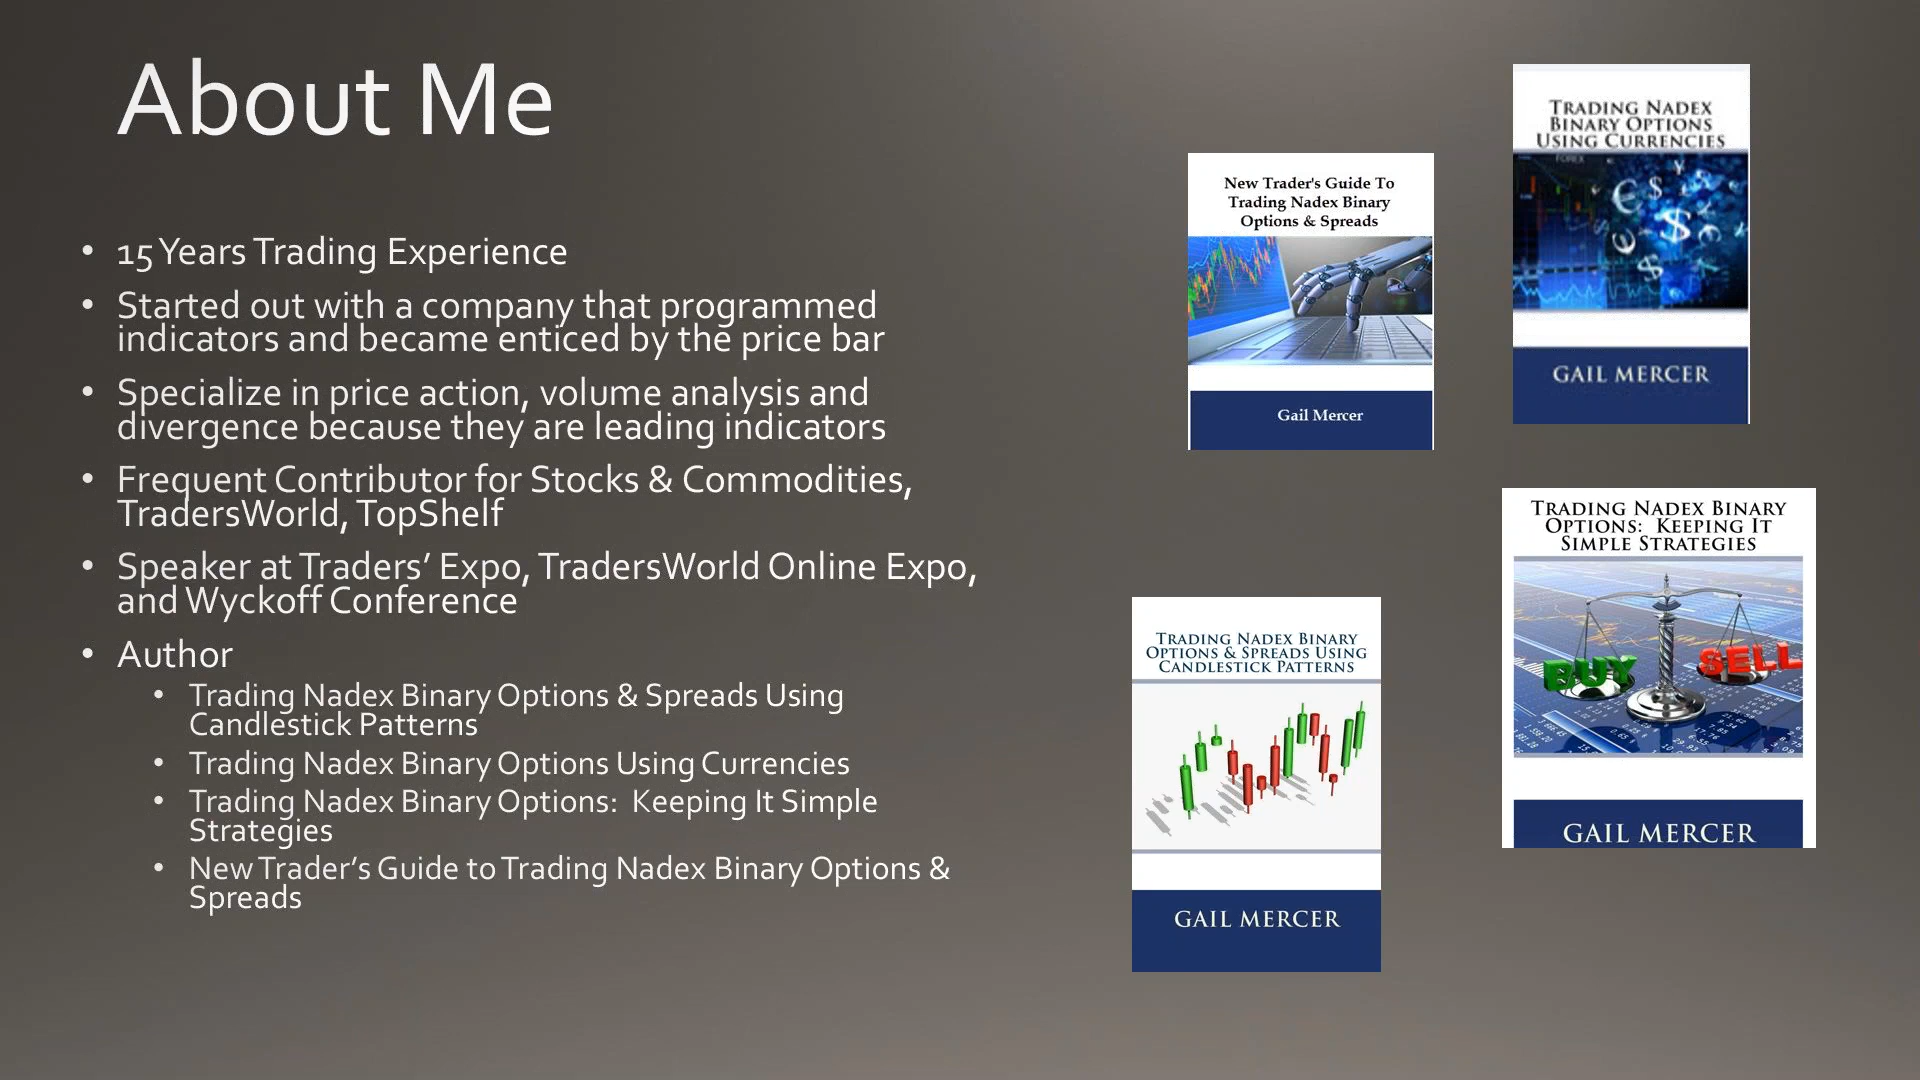 About Me
• 15 Years Trading Experience
• Started out with a company that programmed
indicators and became enticed by the price bar
• Specialize in price action, volume analysis and
divergence because they are leading indicators
• Frequent Contributor for Stocks & Commodities,
TradersWorld, TopShelf
• Speaker at Traders’ Expo, TradersWorld Online Expo,
and Wyckoff Conference
• Author
• Trading Nadex Binary Options & Spreads Using
Candlestick Patterns
• Trading Nadex Binary Options Using Currencies
• Trading Nadex Binary Options:  Keeping It Simple
Strategies
• New Trader’s Guide to Trading Nadex Binary Options &
Spreads
New Trader's Guide To
Trading Nadex Binary
Options & Spreads
Gail Mercer
TRADING NADEX
BINARY OPTIONS
USING CURRENCIES
FOREX
GAIL MERCER
TRADING NADEX BINARY
OPTIONS & SPREADS USING
CANDLESTICK PATTERNS
GAIL MERCER
TRADING NADEX BINARY
OPTIONS:  KEEPING IT
SIMPLE STRATEGIES
BUY
SELL
GAIL MERCER